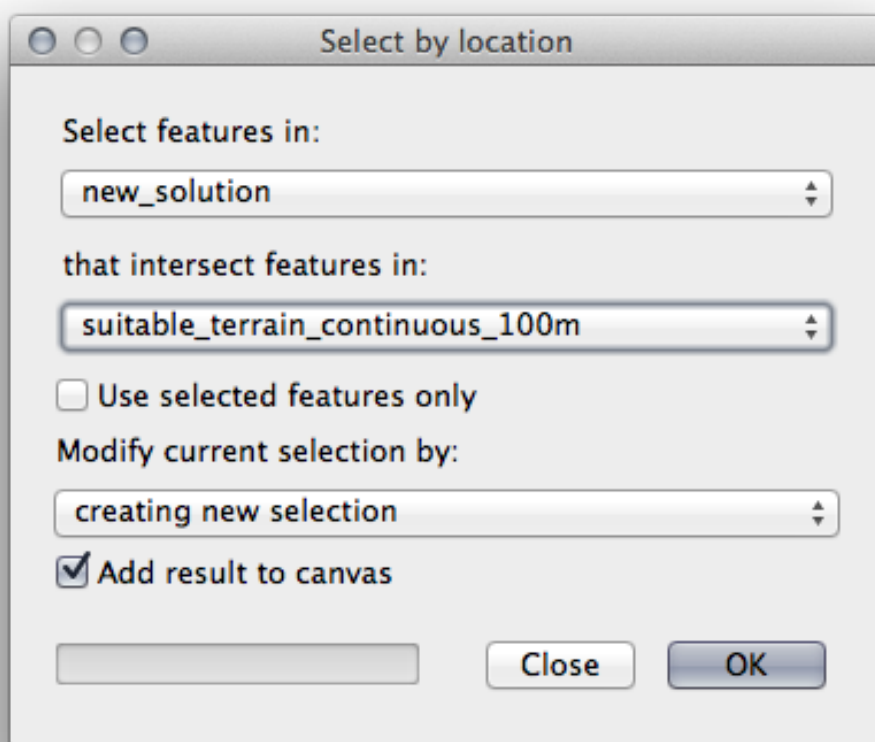 Select by location
Select features in:
new_solution
that intersect features in:
suitable_terrain_continuous_100m
Use selected features only
Modify current selection by:
creating new selection
Add result to canvas
Close OK